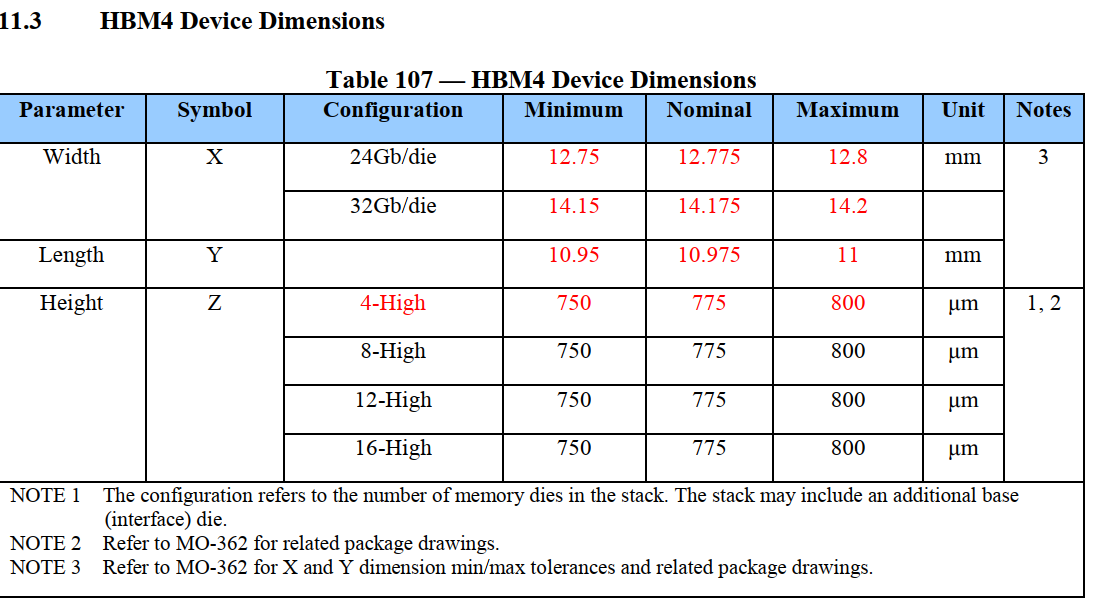 11.3 HBM4 Device Dimensions
Table 107 — HBM4 Device Dimensions
Parameter Symbol Configuration Minimum Nominal Maximum Unit Notes
Width X 24Gb/die 12.75 12.775 12.8 mm 3
32Gb/die 14.15 14.175 14.2
Length Y 10.95 10.975 11 mm
Height Z 4-High 750 775 800 μm 1, 2
8-High 750 775 800 μm
12-High 750 775 800 μm
16-High 750 775 800 μm
NOTE 1 The configuration refers to the number of memory dies in the stack. The stack may include an additional base
(interface) die.
NOTE 2 Refer to MO-362 for related package drawings.
NOTE 3 Refer to MO-362 for X and Y dimension min/max tolerances and related package drawings.